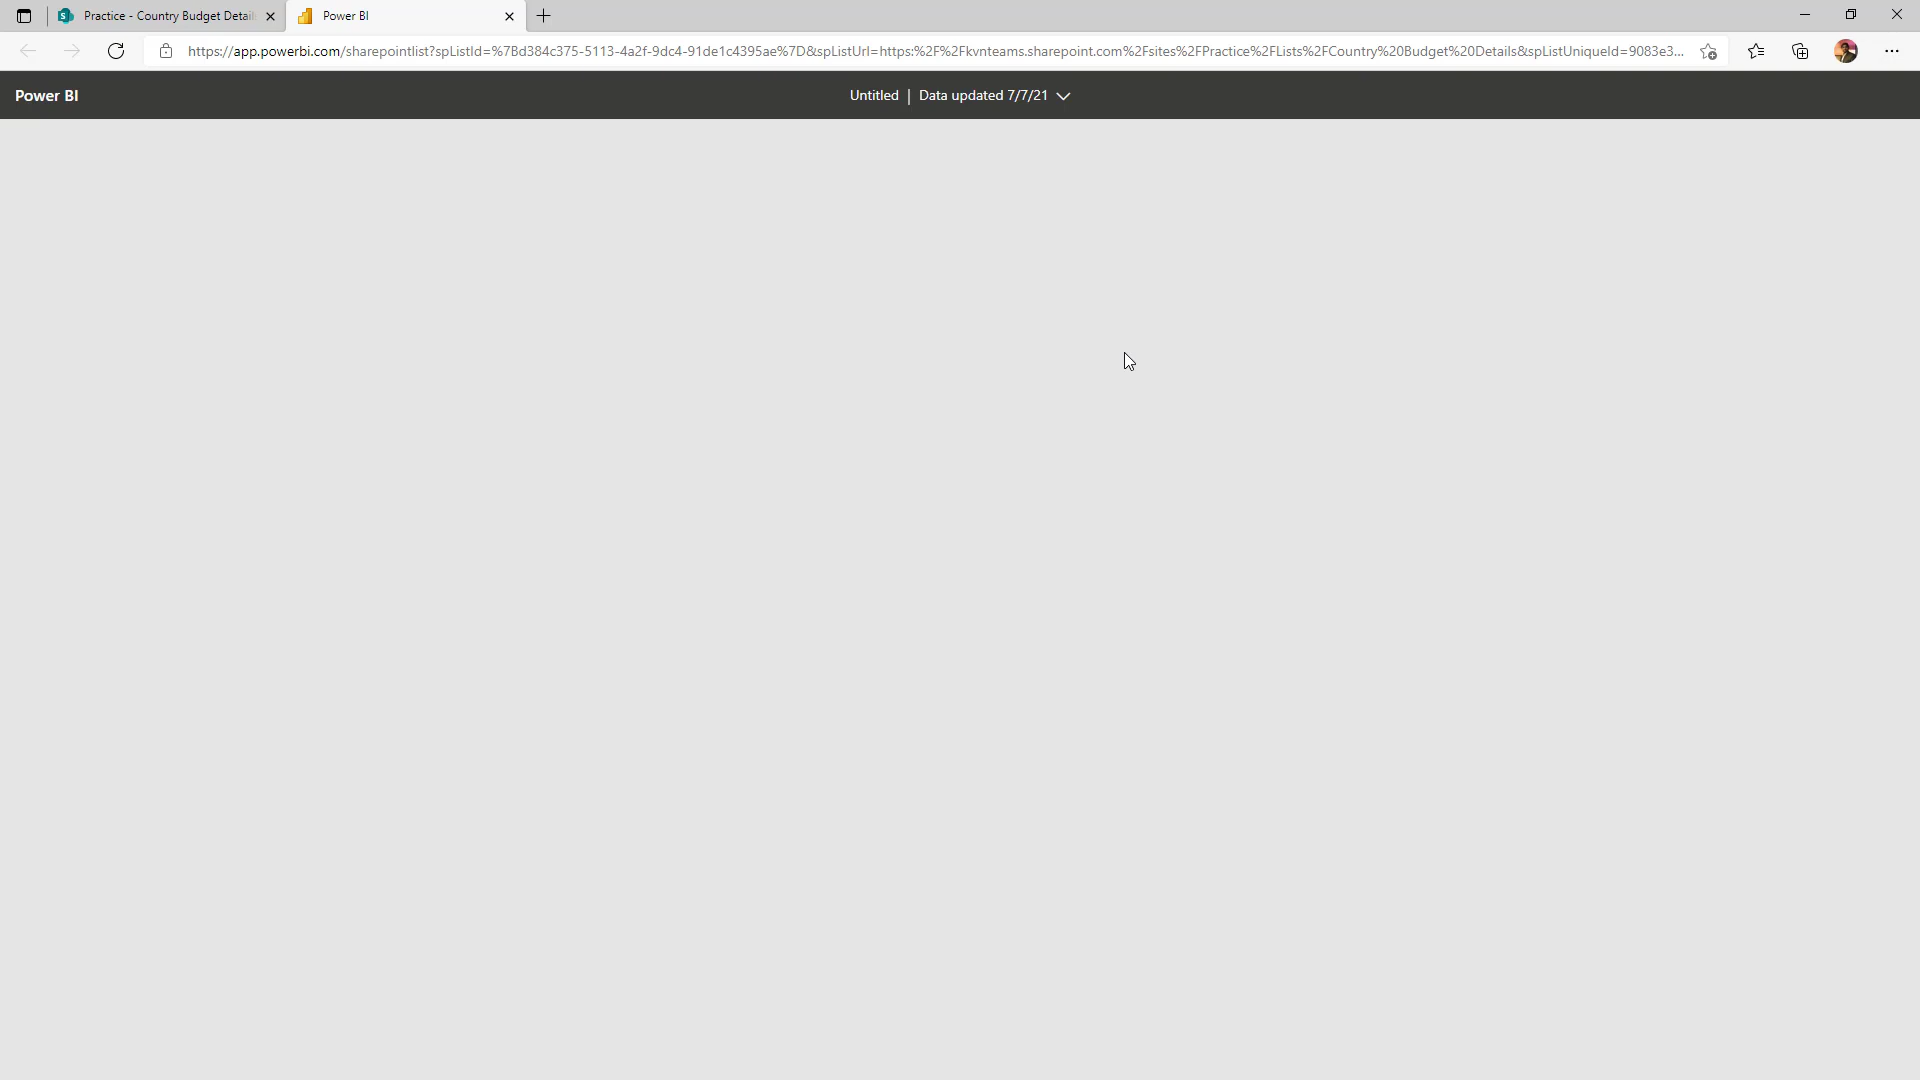 Practice - Country Budget Detail
Power BI
https://app.powerbi.com/sharepointlist?spListId=%7Bd384c375-5113-4a2f-9dc4-91de1c4395ae%7D&spListUrl=https:%2F%2Fkvnteams.sharepoint.com%2Fsites%2FPractice%2FLists%2FCountry%20Budget%20Details&spListUniqueId=9083e3...
Power BI
Untitled | Data updated 7/7/21